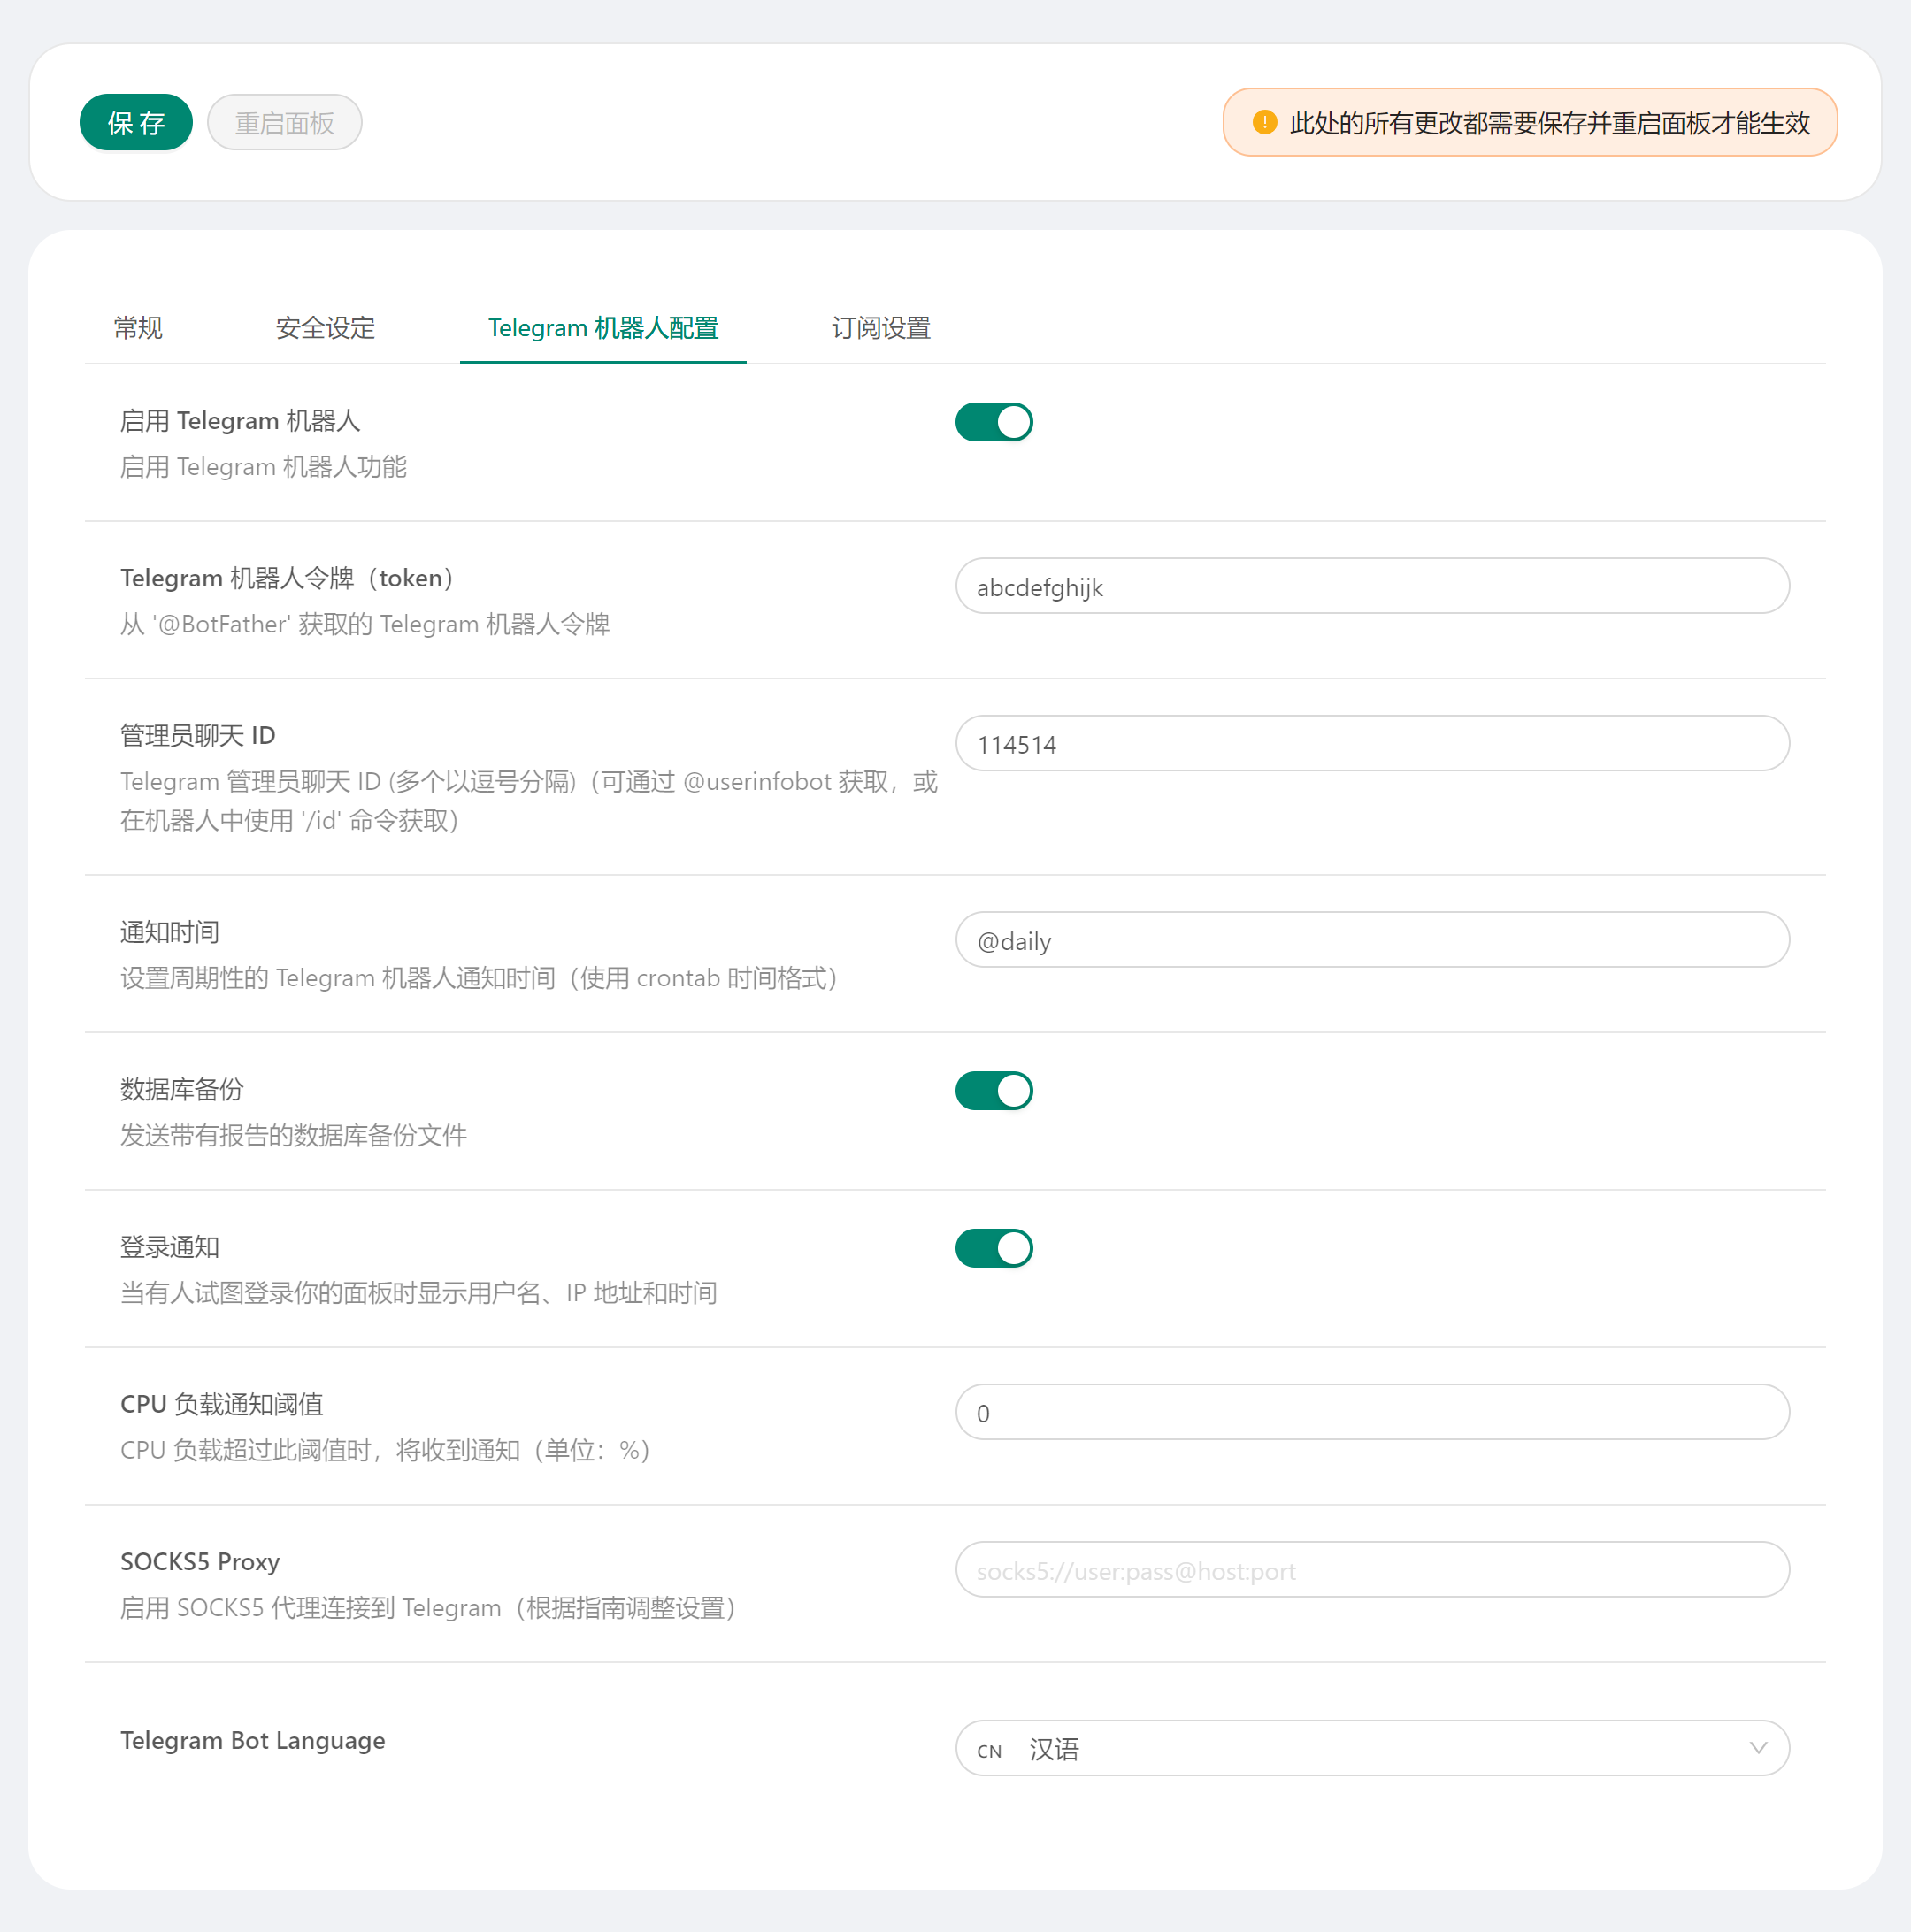 保 存
重启面板
此处的所有更改都需要保存并重启面板才能生效
常规
安全设定
Telegram 机器人配置
订阅设置
启用 Telegram 机器人
启用 Telegram 机器人功能
Telegram 机器人令牌（token）
从 '@BotFather' 获取的 Telegram 机器人令牌
abcdefghijk
管理员聊天 ID
Telegram 管理员聊天 ID (多个以逗号分隔)（可通过 @userinfobot 获取，或
在机器人中使用 '/id' 命令获取）
114514
通知时间
设置周期性的 Telegram 机器人通知时间（使用 crontab 时间格式）
@daily
数据库备份
发送带有报告的数据库备份文件
登录通知
当有人试图登录你的面板时显示用户名、IP 地址和时间
CPU 负载通知阈值
CPU 负载超过此阈值时，将收到通知（单位：%）
0
SOCKS5 Proxy
启用 SOCKS5 代理连接到 Telegram（根据指南调整设置）
socks5://user:pass@host:port
Telegram Bot Language
CN 汉语